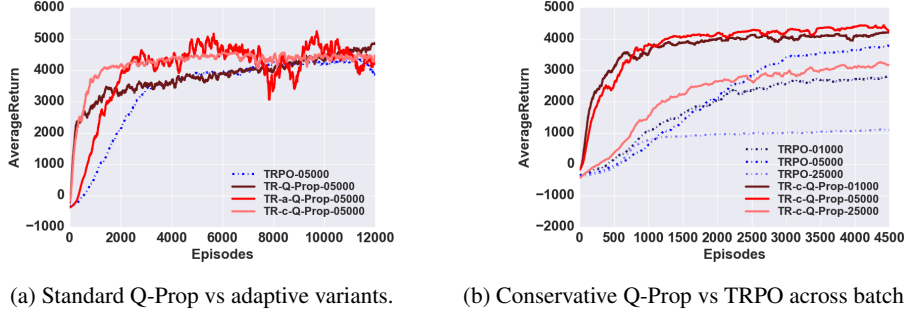 6000
5000
4000
3000
2000
1000
0
−1000
AverageReturn
0 2000 4000 6000 8000 10000 12000
Episodes
TRPO-05000
TR-Q-Prop-05000
TR-a-Q-Prop-05000
TR-c-Q-Prop-05000
(a) Standard Q-Prop vs adaptive variants.
5000
4000
3000
2000
1000
0
−1000
−2000
AverageReturn
0 500 1000 1500 2000 2500 3000 3500 4000 4500
Episodes
TRPO-01000
TRPO-05000
TRPO-25000
TR-c-Q-Prop-01000
TR-c-Q-Prop-05000
TR-c-Q-Prop-25000
(b) Conservative Q-Prop vs TRPO across batch